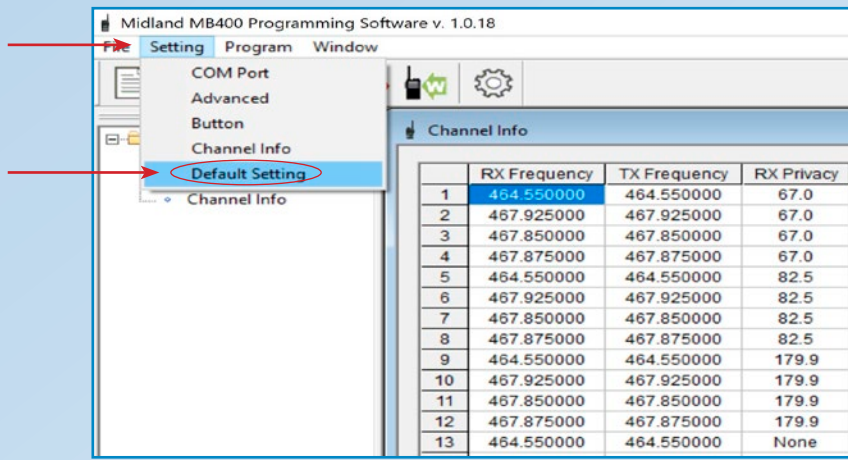 Midland MB400 Programming Software v. 1.0.18
File Setting Program Window
COM Port
Advanced
Button
Channel Info
Default Setting
Channel Info
W
Channel Info
RX Frequency TX Frequency RX Privacy
1 464.550000 464.550000 67.0
2 467.925000 467.925000 67.0
3 467.850000 467.850000 67.0
4 467.875000 467.875000 67.0
5 464.550000 464.550000 82.5
6 467.925000 467.925000 82.5
7 467.850000 467.850000 82.5
8 467.875000 467.875000 82.5
9 464.550000 464.550000 179.9
10 467.925000 467.925000 179.9
11 467.850000 467.850000 179.9
12 467.875000 467.875000 179.9
13 464.550000 464.550000 None